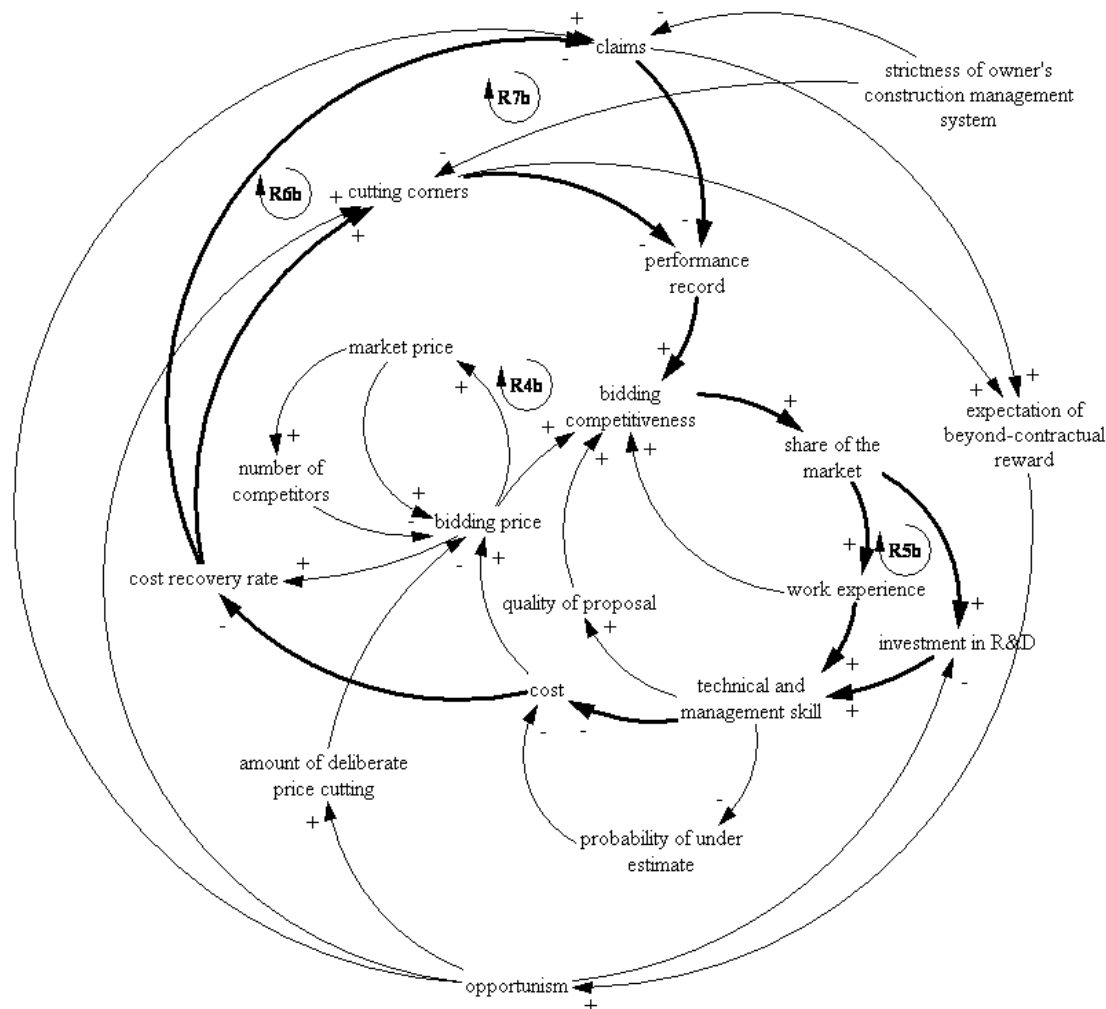 +
-
claims
-
strictness of owner's
construction management
system
R7b
-
R6b
+
cutting corners
+
-
-
performance
record
market price
+
R4b
+
bidding
competitiveness
+
+
+
expectation of
beyond-contractual
reward
+
share of the
market
+
+
+
number of
competitors
+
-
bidding price
+
-
+
R5b
+
cost recovery rate
work experience
quality of proposal
+
+
investment in R&D
-
-
+
technical and
management skill
+
cost
-
-
amount of deliberate
price cutting
+
-
probability of under
estimate
opportunism
+